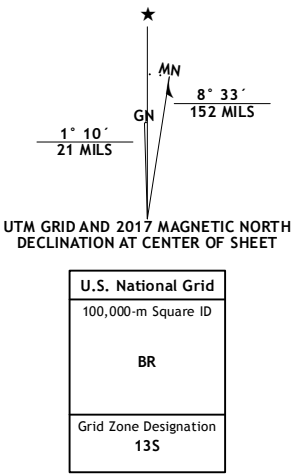 ★
MN
GN
8° 33´
152 MILS
1° 10´
21 MILS
UTM GRID AND 2017 MAGNETIC NORTH
DECLINATION AT CENTER OF SHEET
U.S. National Grid
100,000-m Square ID
BR
Grid Zone Designation
13S